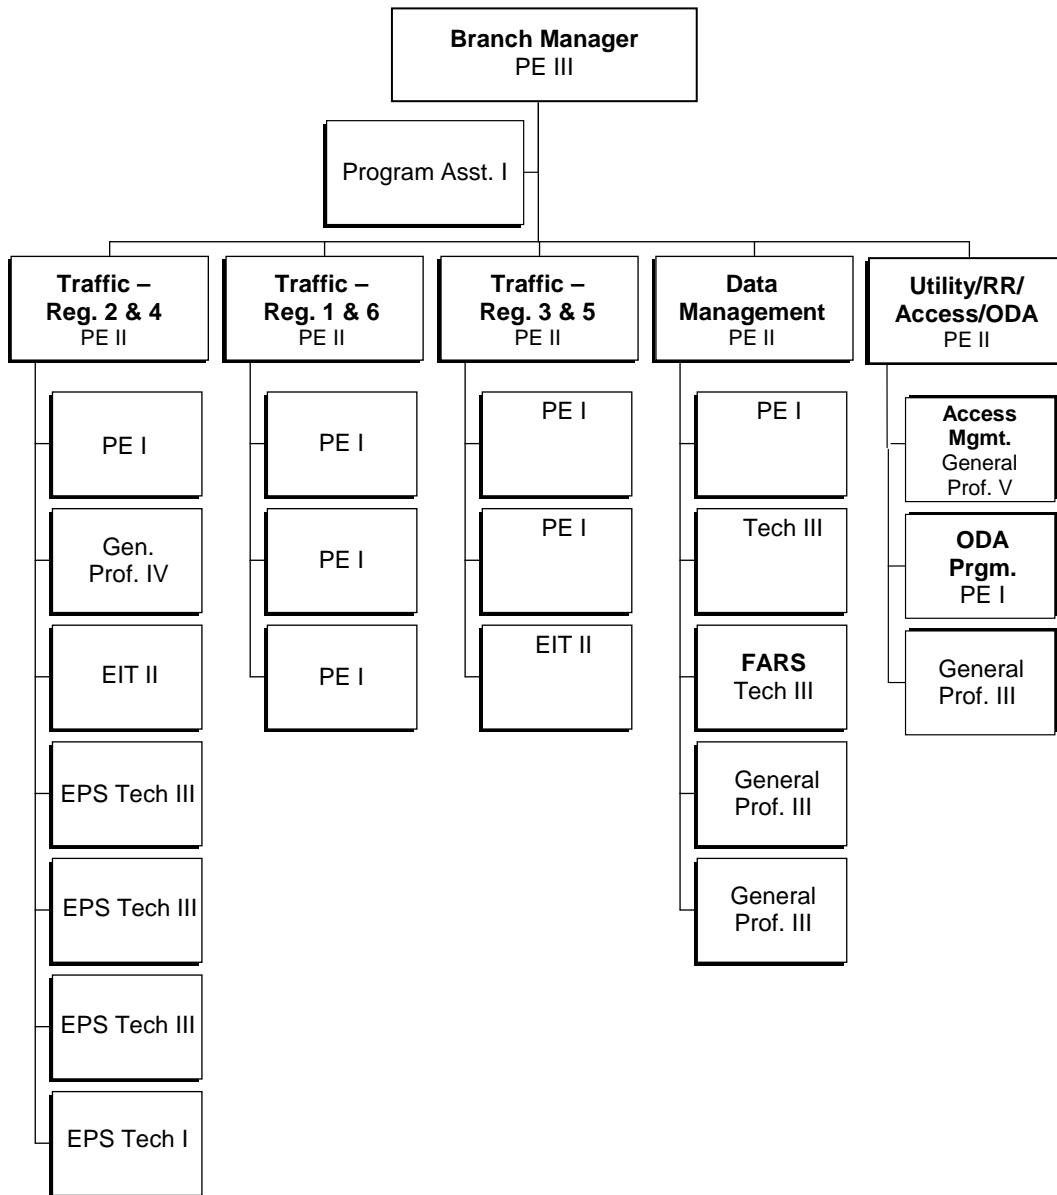 Branch Manager
PE III
Program Asst. I
Traffic –
Reg. 2 & 4
PE II
Traffic –
Reg. 1 & 6
PE II
Traffic –
Reg. 3 & 5
PE II
Data
Management
PE II
Utility/RR/
Access/ODA
PE II
PE I
Gen.
Prof. IV
EIT II
EPS Tech III
EPS Tech III
EPS Tech III
EPS Tech I
PE I
PE I
PE I
PE I
PE I
EIT II
PE I
Tech III
FARS
Tech III
General
Prof. III
General
Prof. III
Access
Mgmt.
General
Prof. V
ODA
Prgm.
PE I
General
Prof. III